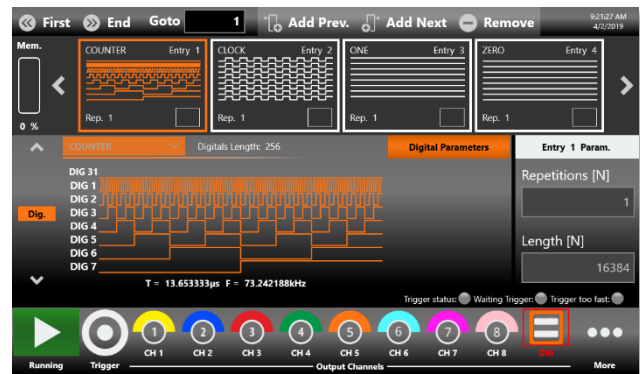 First End Goto 1 Add Prev. Add Next Remove 9:21:27 AM
4/2/2019
Mem.
0 %
COUNTER Entry 1
Rep. 1
CLOCK Entry 2
Rep. 1
ONE Entry 3
Rep. 1
ZERO Entry 4
Rep. 1
COUNTER Digitals Length: 256 Digital Parameters Entry 1 Param.
Dig.
DIG 31
DIG 1
DIG 2
DIG 3
DIG 4
DIG 5
DIG 6
DIG 7
T = 13.653333µs F = 73.242188kHz
Repetitions [N]
1
Length [N]
16384
Trigger status: Waiting Trigger: Trigger too fast:
1 2 3 4 5 6 7 8
CH 1 CH 2 CH 3 CH 4 CH 5 CH 6 CH 7 CH 8 DIG
Running Trigger Output Channels More